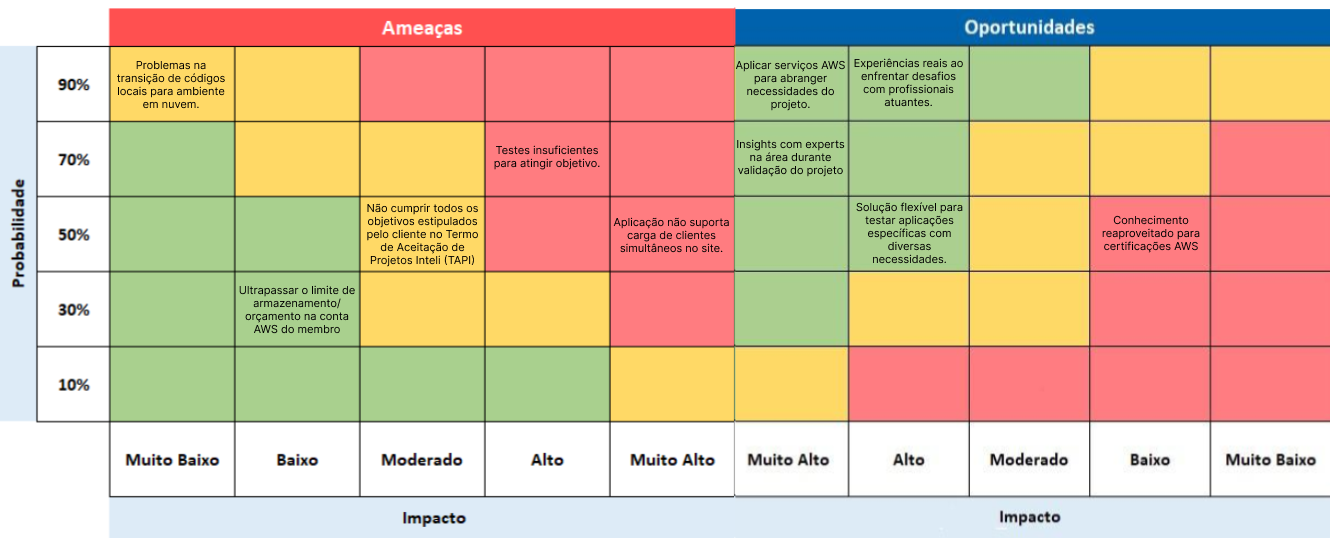 Ameaças
Oportunidades
Probabilidade
90%
Problemas na
transição de códigos
locais para ambiente
em nuvem.
Aplicar serviços AWS
para abranger
necessidades do
projeto.
Experiências reais ao
enfrentar desafios
com profissionais
atuantes.
70%
Testes insuficientes
para atingir objetivo.
Insights com experts
na área durante
validação do projeto
50%
Não cumprir todos os
objetivos estipulados
pelo cliente no Termo
de Aceitação de
Projetos Inteli (TAPI)
Aplicação não suporta
carga de clientes
simultâneos no site.
Solução flexível para
testar aplicações
específicas com
diversas
necessidades.
Conhecimento
reaproveitado para
certificações AWS
30%
Ultrapassar o limite de
armazenamento/
orçamento na conta
AWS do membro
10%
Muito Baixo
Baixo
Moderado
Alto
Muito Alto
Muito Alto
Alto
Moderado
Baixo
Muito Baixo
Impacto
Impacto